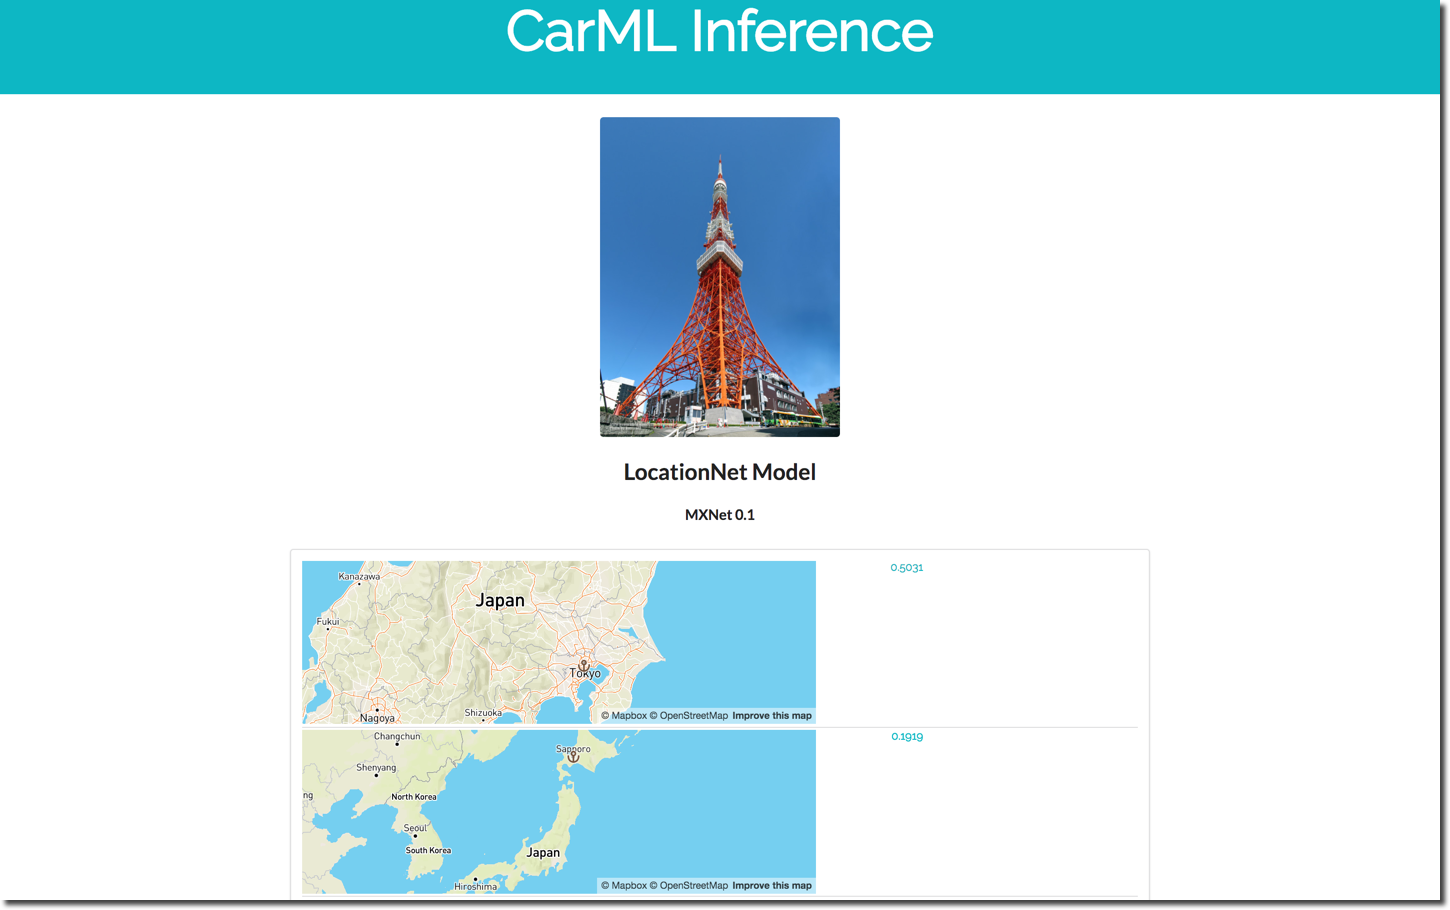 CarML Inference
LocationNet Model
MXNet 0.1
0.5031
Kanazawa
Japan
Fukui
Tokyo
Nagoya
Shizuoka
© Mapbox © OpenStreetMap Improve this map
0.1919
Changchun
Sapporo
Shenyang
ng
North Korea
Seoul
South Korea
Japan
Hiroshima
© Mapbox © OpenStreetMap Improve this map